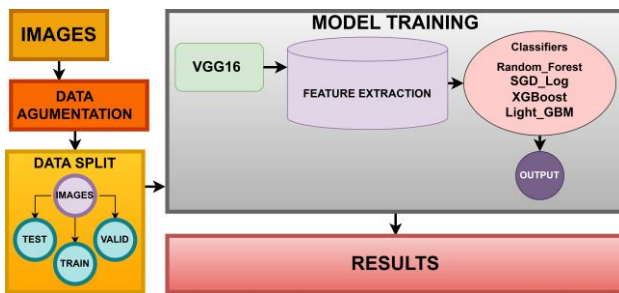 IMAGES
DATA
AGUMENTATION
DATA SPLIT
IMAGES
TEST
TRAIN
VALID
MODEL TRAINING
VGG16
FEATURE EXTRACTION
Classifiers
Random_Forest
SGD_Log
XGBoost
Light_GBM
OUTPUT
RESULTS